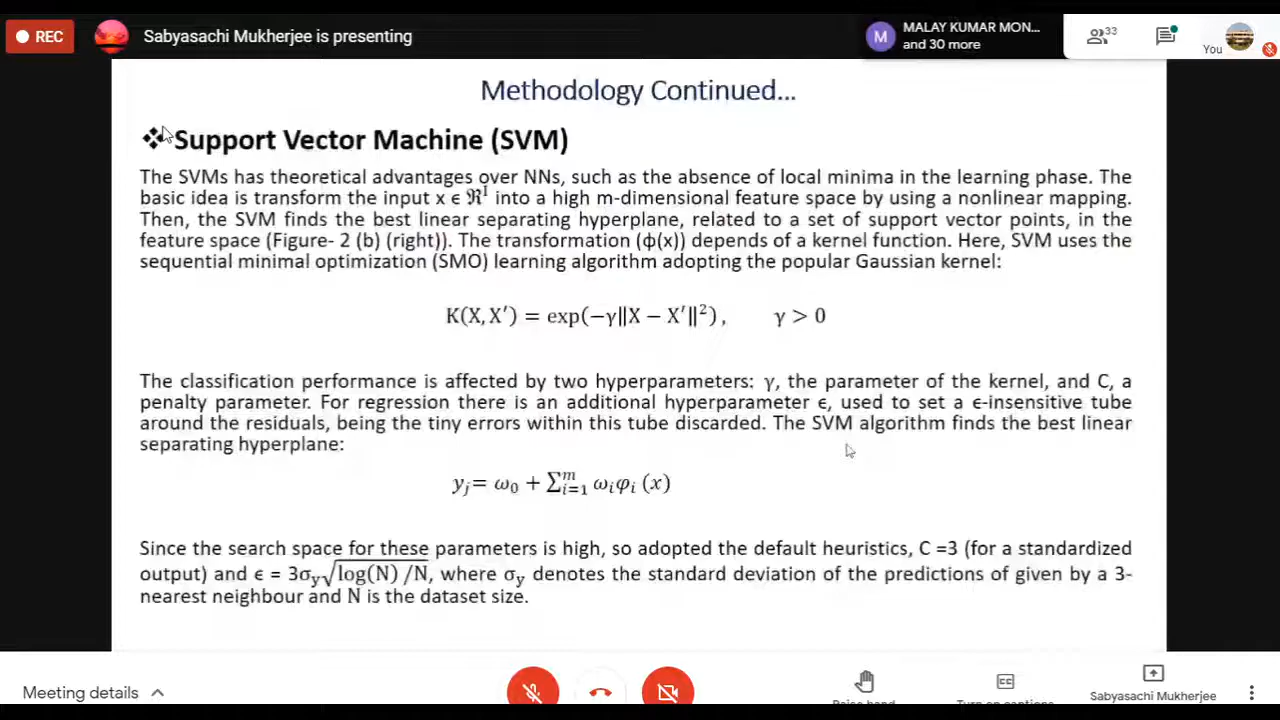 REC
Sabyasachi Mukherjee is presenting
M
MALAY KUMAR MON...
and 30 more
33
You
Methodology Continued...
❖ Support Vector Machine (SVM)
The SVMs has theoretical advantages over NNs, such as the absence of local minima in the learning phase. The
basic idea is transform the input x ϵ ℜᴵ into a high m-dimensional feature space by using a nonlinear mapping.
Then, the SVM finds the best linear separating hyperplane, related to a set of support vector points, in the
feature space (Figure- 2 (b) (right)). The transformation (ϕ(x)) depends of a kernel function. Here, SVM uses the
sequential minimal optimization (SMO) learning algorithm adopting the popular Gaussian kernel:
K(X, X′) = exp(−γ‖X − X′‖²), γ > 0
The classification performance is affected by two hyperparameters: γ, the parameter of the kernel, and C, a
penalty parameter. For regression there is an additional hyperparameter ϵ, used to set a ϵ-insensitive tube
around the residuals, being the tiny errors within this tube discarded. The SVM algorithm finds the best linear
separating hyperplane:
yⱼ= ω₀ + ∑ᵢ₌₁ᵐ ωᵢφᵢ (x)
Since the search space for these parameters is high, so adopted the default heuristics, C =3 (for a standardized
output) and ϵ = 3σ_y√(log(N) /N), where σ_y denotes the standard deviation of the predictions of given by a 3-
nearest neighbour and N is the dataset size.
Meeting details
Raise hand
Turn on captions
Sabyasachi Mukherjee